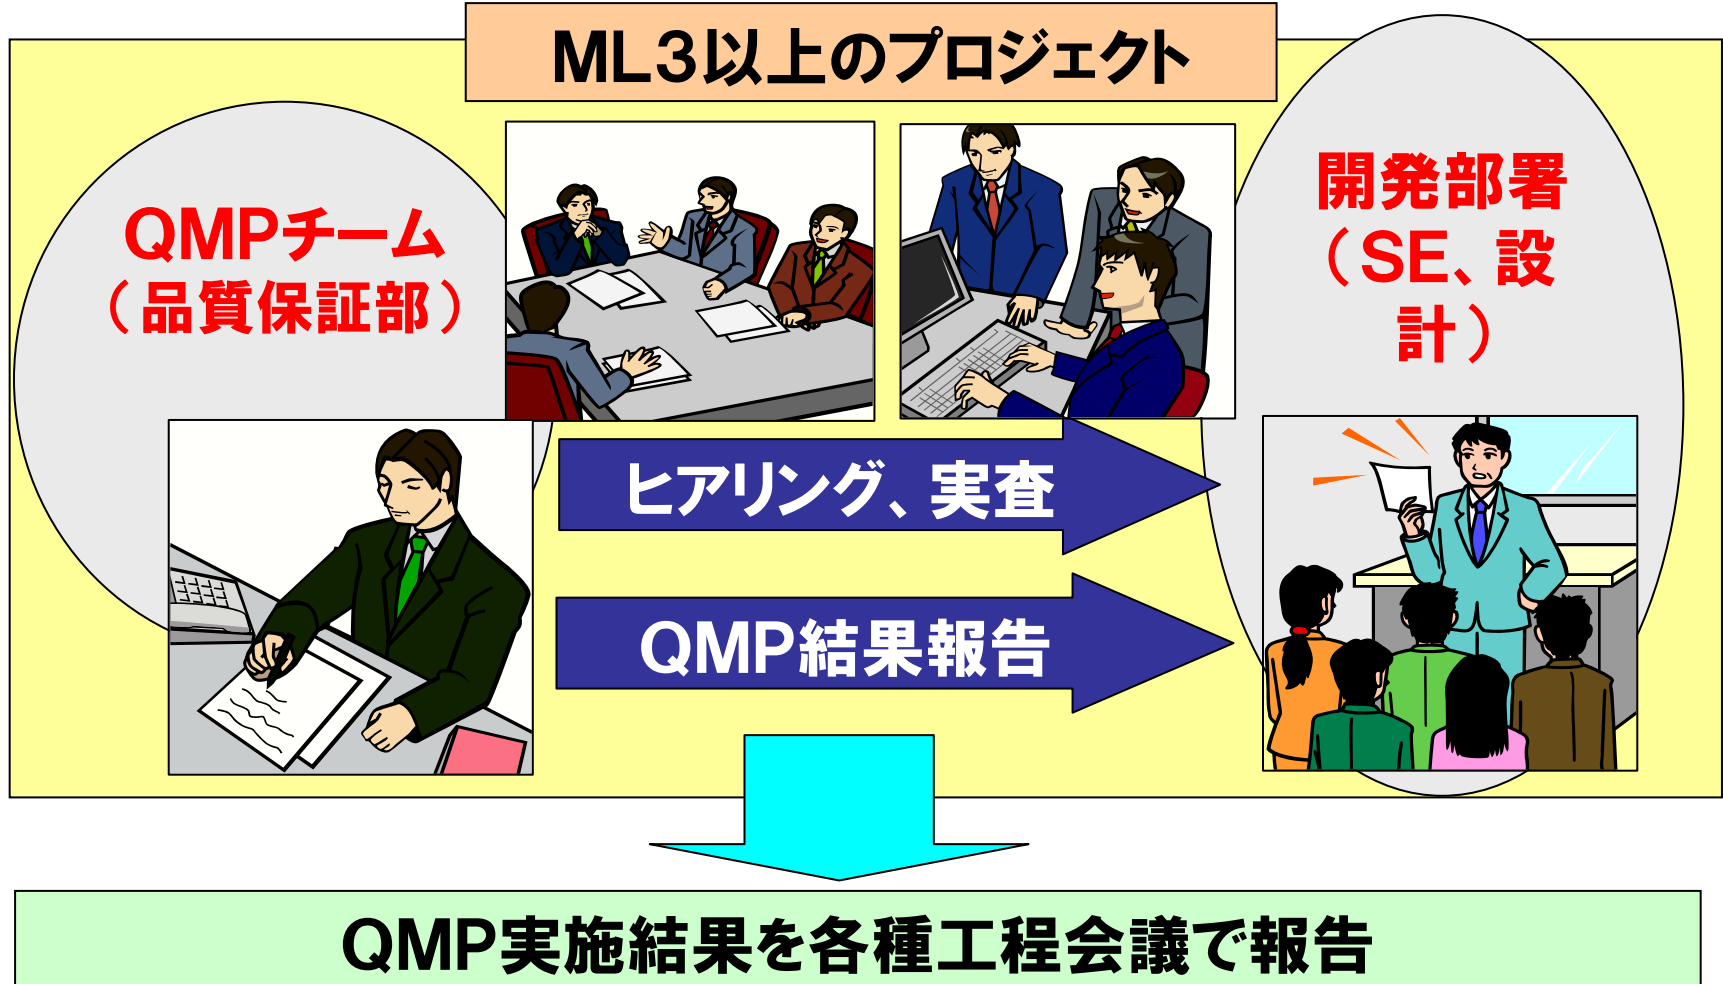 ML3以上のプロジェクト
QMPチーム
（品質保証部）
開発部署
（SE、設
計）
ヒアリング、実査
QMP結果報告
QMP実施結果を各種工程会議で報告